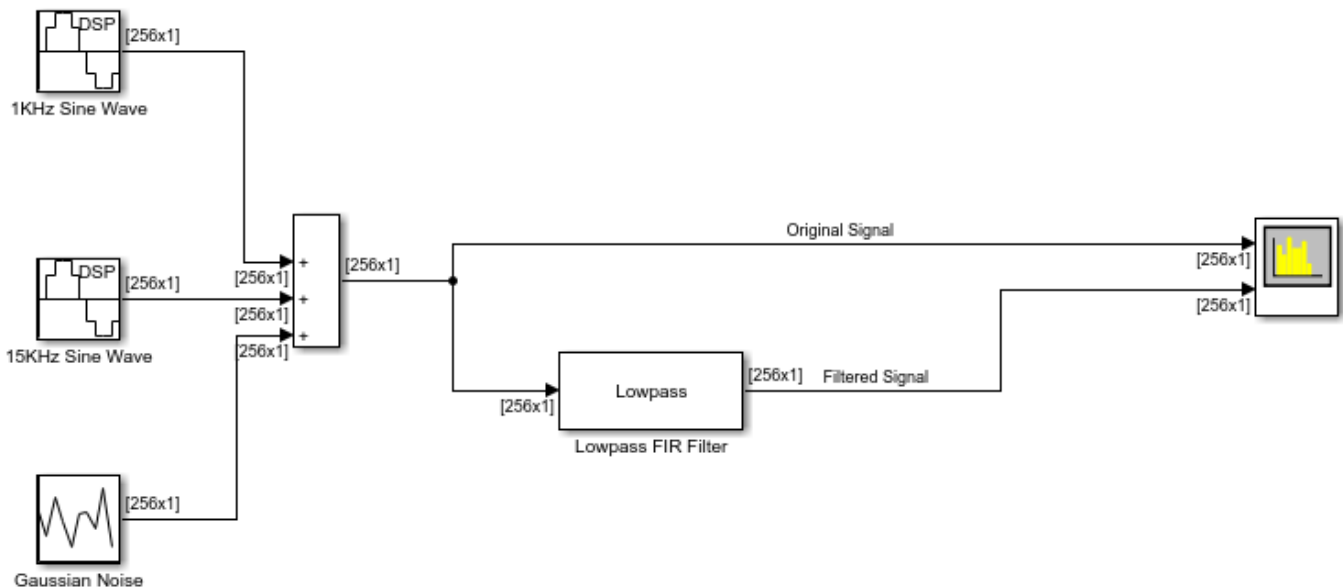 DSP
[256x1]
1KHz Sine Wave
DSP
[256x1]
15KHz Sine Wave
[256x1]
Gaussian Noise
+
[256x1]
+
[256x1]
+
[256x1]
[256x1]
Original Signal
[256x1]
[256x1]
[256x1]
Lowpass
Lowpass FIR Filter
[256x1]
Filtered Signal